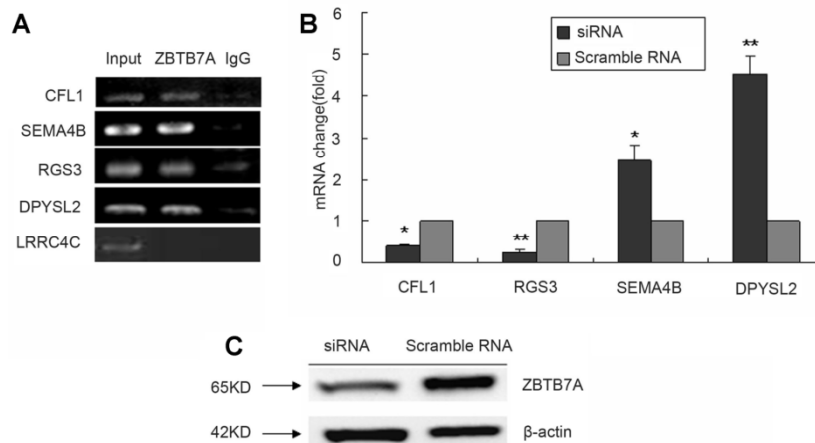 A
Input ZBTB7A IgG
CFL1
SEMA4B
RGS3
DPYSL2
LRRC4C
B
siRNA
Scramble RNA
mRNA change(fold)
6
5
4
2
1
0
*
**
*
**
CFL1 RGS3 SEMA4B DPYSL2
C
siRNA Scramble RNA
65KD ZBTB7A
42KD β-actin